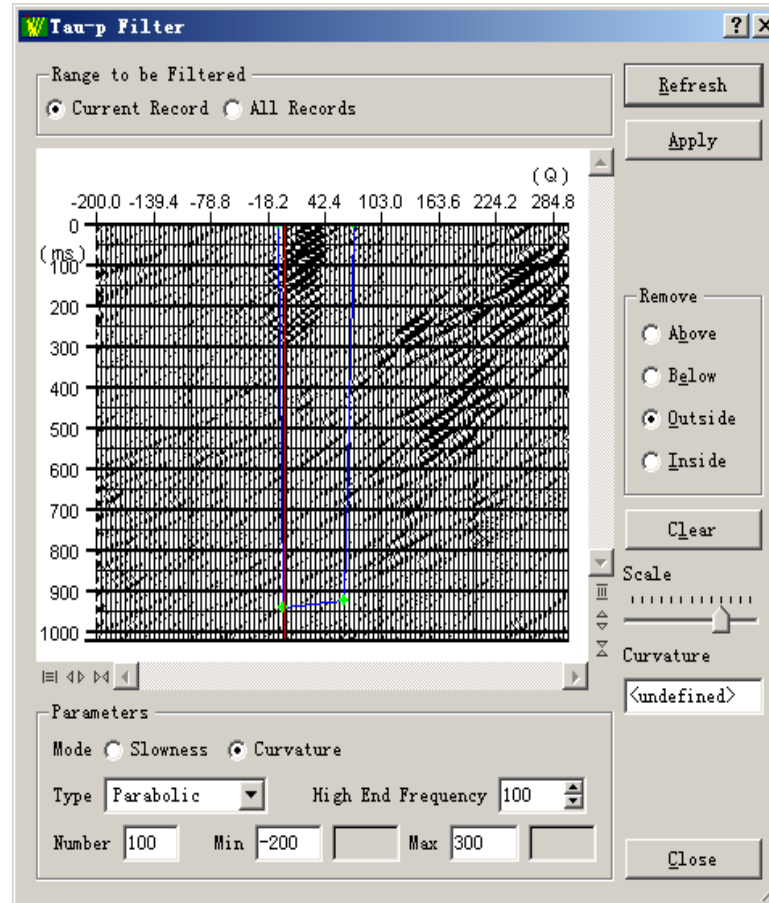 Tau-p Filter
Range to be Filtered
Current Record All Records
Refresh
Apply
(Q)
-200.0 -139.4 -78.8 -18.2 42.4 103.0 163.6 224.2 284.8
0
(ms)
100
200
300
400
500
600
700
800
900
1000
Remove
Above
Below
Outside
Inside
Clear
Scale
Curvature
<undefined>
Parameters
Mode Slowness Curvature
Type Parabolic High End Frequency 100
Number 100 Min -200 Max 300
Close